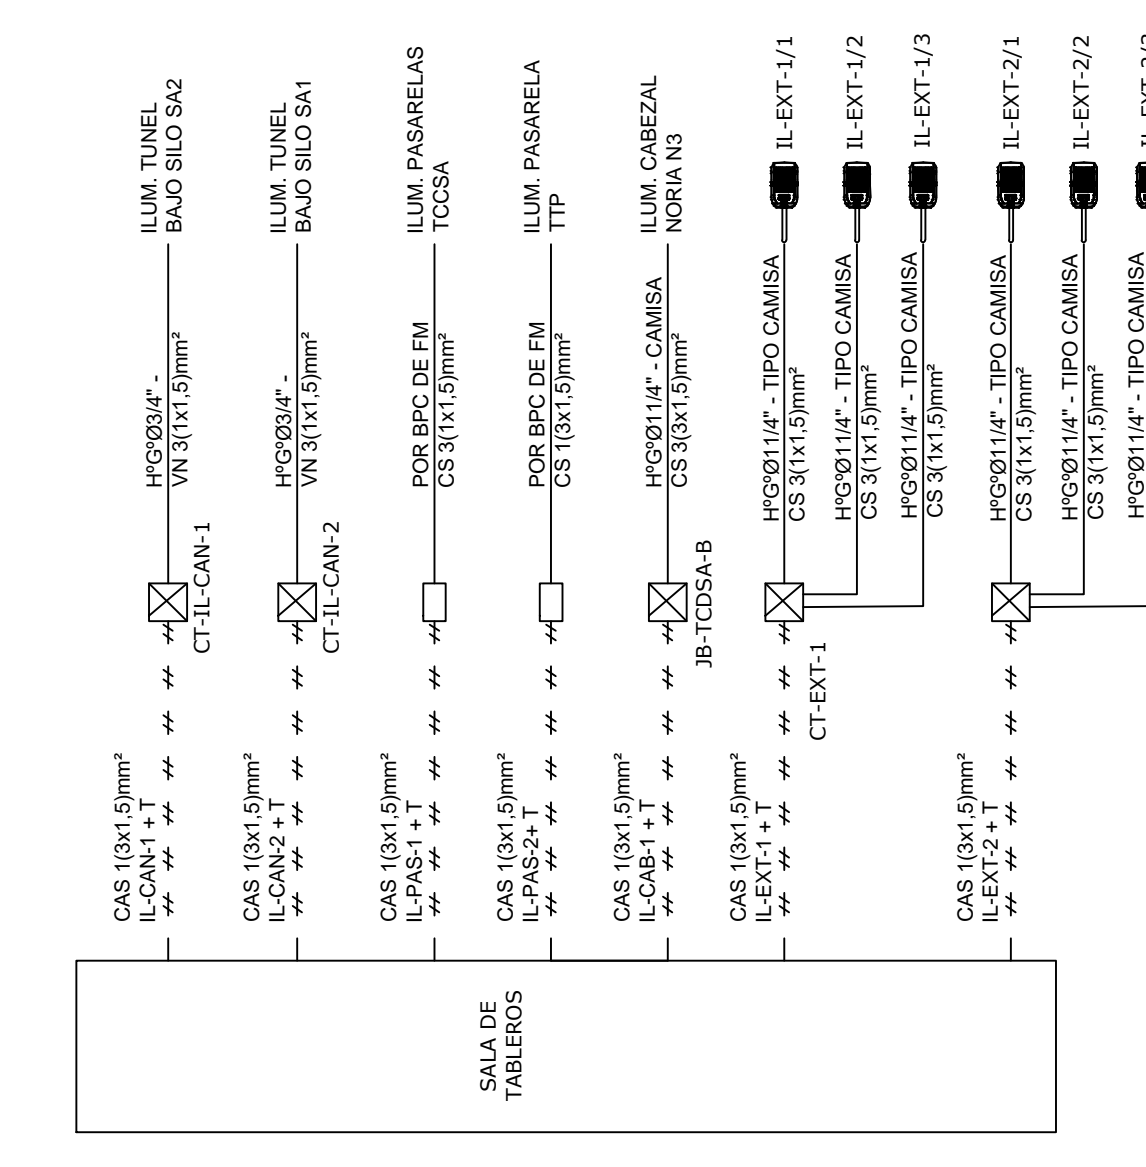 ILUM. TUNEL
BAJO SILO SA2
HºGºØ3/4" -
VN 3(1x1,5)mm²
CT-IL-CAN-1
CAS 1(3x1,5)mm²
IL-CAN-1 + T
ILUM. TUNEL
BAJO SILO SA1
HºGºØ3/4" -
VN 3(1x1,5)mm²
CT-IL-CAN-2
CAS 1(3x1,5)mm²
IL-CAN-2 + T
ILUM. PASARELAS
TCCSA
POR BPC DE FM
CS 3(1x1,5)mm²
CAS 1(3x1,5)mm²
IL-PAS-1 + T
ILUM. PASARELA
TTP
POR BPC DE FM
CS 1(3x1,5)mm²
CAS 1(3x1,5)mm²
IL-PAS-2+ T
ILUM. CABEZAL
NORIA N3
HºGºØ11/4" - CAMISA
CS 3(3x1,5)mm²
JB-TCDSA-B
CAS 1(3x1,5)mm²
IL-CAB-1 + T
IL-EXT-1/1
HºGºØ11/4" - TIPO CAMISA
CS 3(1x1,5)mm²
IL-EXT-1/2
HºGºØ11/4" - TIPO CAMISA
CS 3(1x1,5)mm²
IL-EXT-1/3
HºGºØ11/4" - TIPO CAMISA
CS 3(1x1,5)mm²
CT-EXT-1
CAS 1(3x1,5)mm²
IL-EXT-1 + T
IL-EXT-2/1
HºGºØ11/4" - TIPO CAMISA
CS 3(1x1,5)mm²
IL-EXT-2/2
HºGºØ11/4" - TIPO CAMISA
CS 3(1x1,5)mm²
HºGºØ11/4" - TIPO CAMISA
CAS 1(3x1,5)mm²
IL-EXT-2 + T
SALA DE
TABLEROS